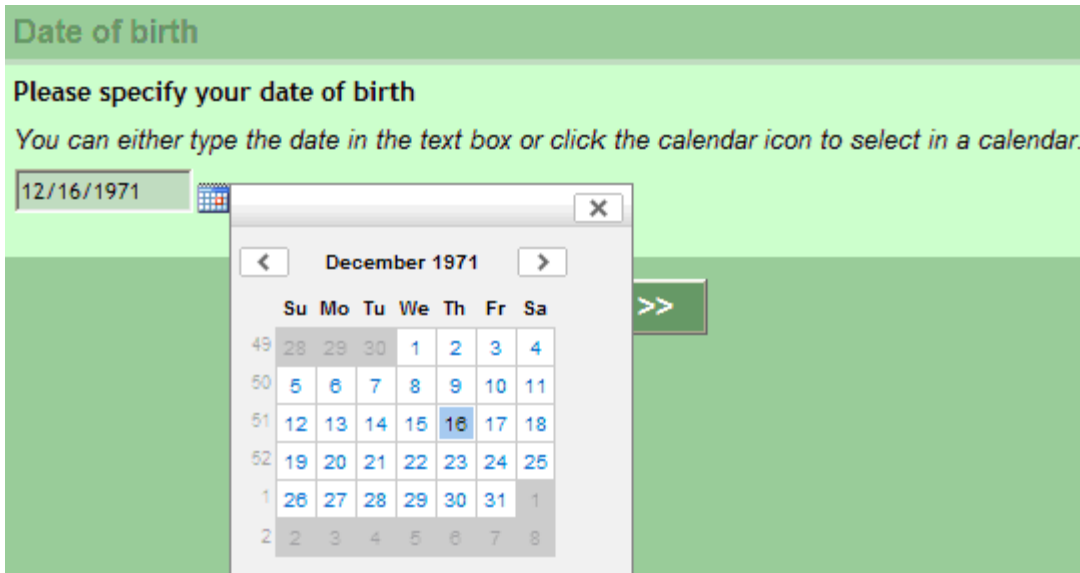 Date of birth
Please specify your date of birth
You can either type the date in the text box or click the calendar icon to select in a calendar.
12/16/1971
December 1971
Su Mo Tu We Th Fr Sa
>>
49 28 29 30 1 2 3 4
50 5 6 7 8 9 10 11
51 12 13 14 15 16 17 18
52 19 20 21 22 23 24 25
1 26 27 28 29 30 31 1
2 2 3 4 5 6 7 8